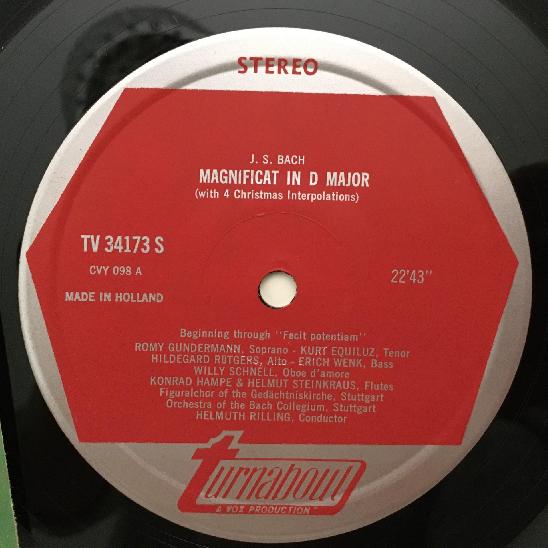 STEREO
J. S. BACH
MAGNIFICAT IN D MAJOR
(with 4 Christmas Interpolations)
TV 34173 S
CVY 098 A
22'43"
MADE IN HOLLAND
Beginning through "Fecit potentiam"
ROMY GUNDERMANN, Soprano - KURT EQUILUZ, Tenor
HILDEGARD RÜTGERS, Alto - ERICH WENK, Bass
WILLY SCHNELL, Oboe d'amore
KONRAD HAMPE & HELMUT STEINKRAUS, Flutes
Figuralchor of the Gedächtniskirche, Stuttgart
Orchestra of the Bach Collegium, Stuttgart
HELMUTH RILLING, Conductor
turnabout
A VOX PRODUCTION